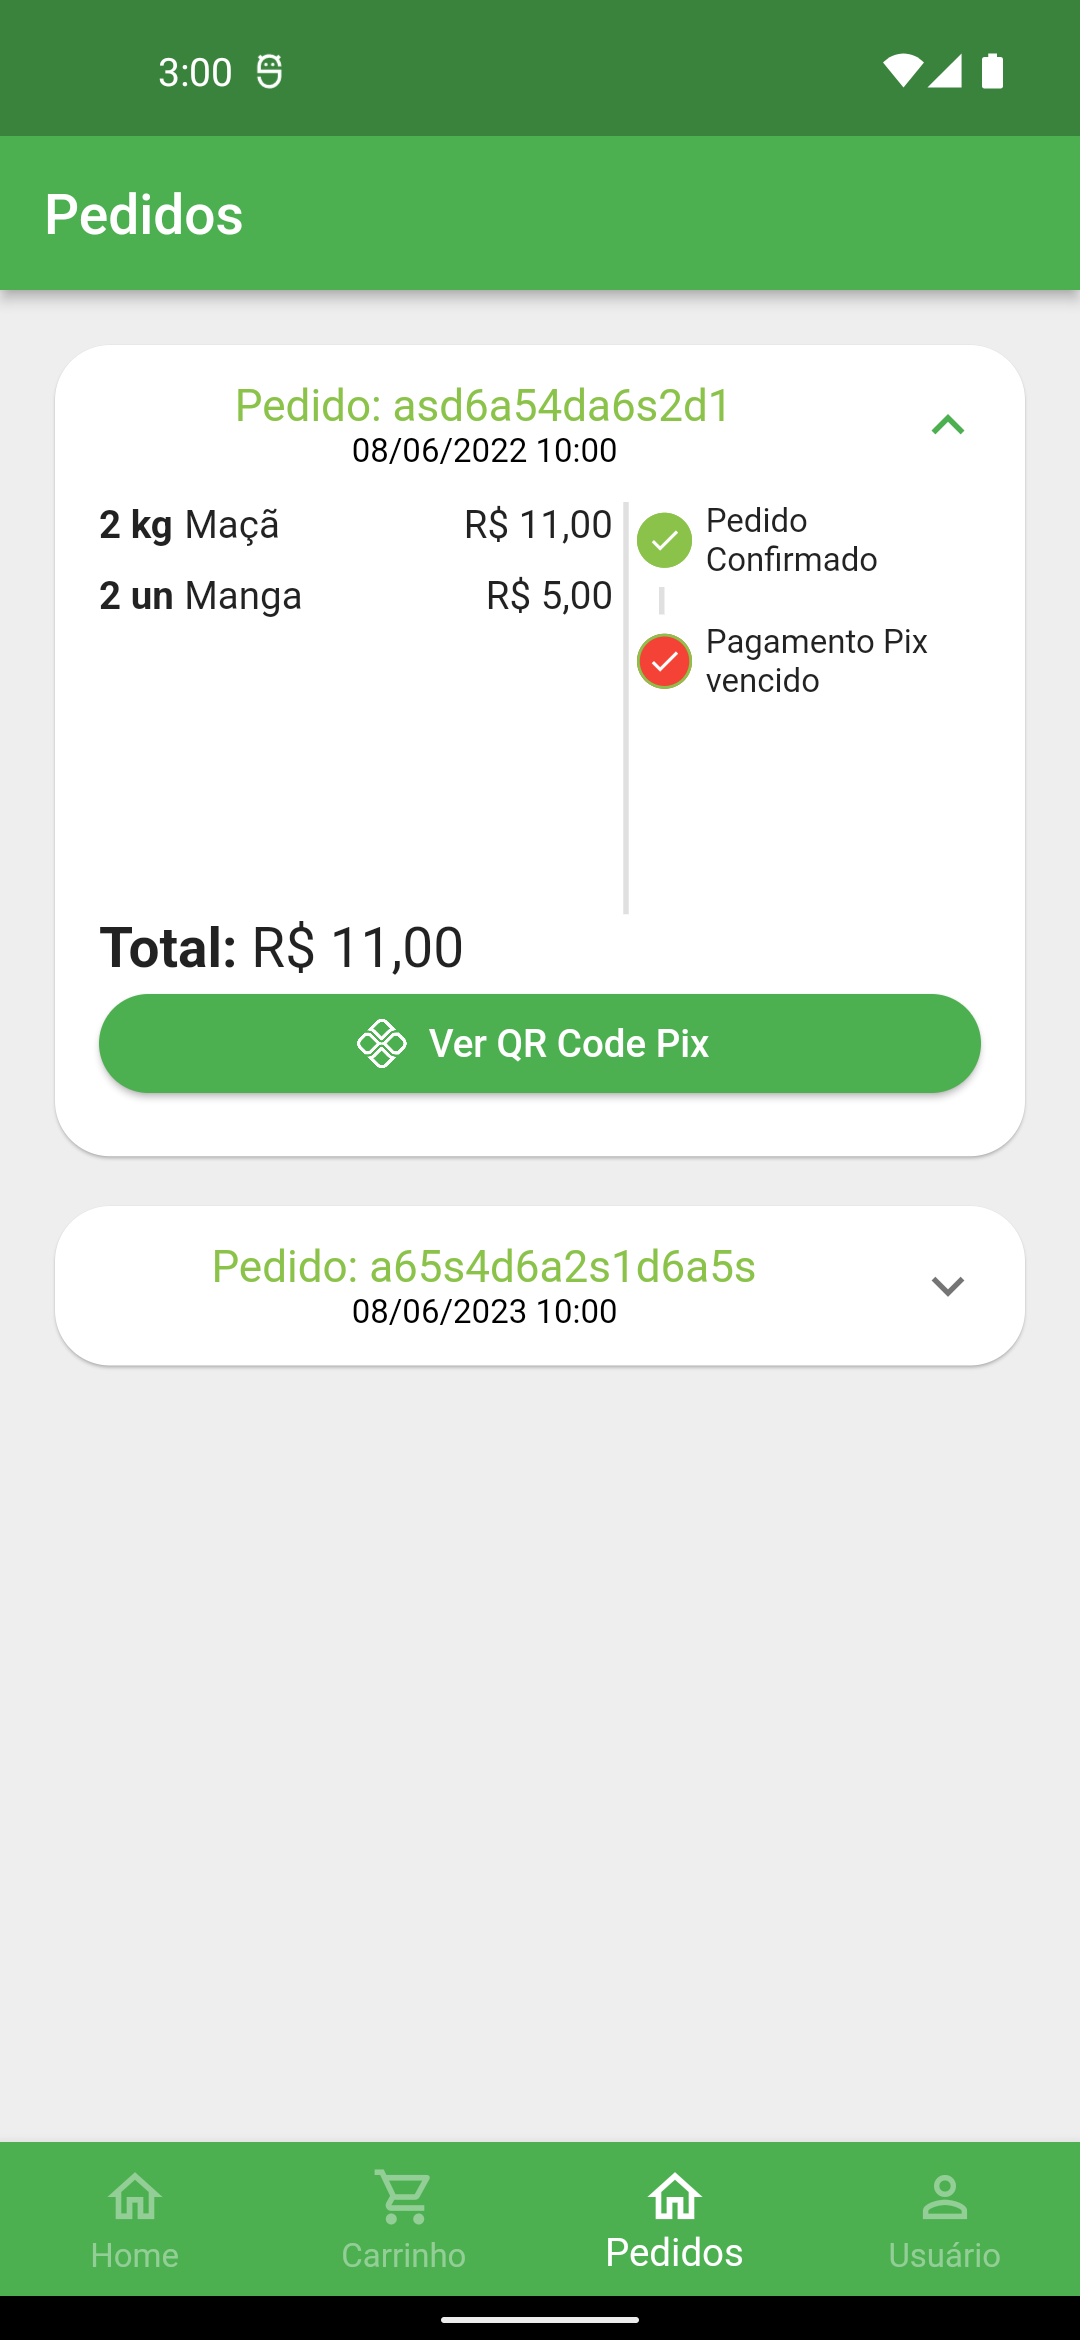 3:00
Pedidos
Pedido: asd6a54da6s2d1
08/06/2022 10:00
2 kg Maçã R$ 11,00
2 un Manga R$ 5,00
Pedido
Confirmado
Pagamento Pix
vencido
Total: R$ 11,00
Ver QR Code Pix
Pedido: a65s4d6a2s1d6a5s
08/06/2023 10:00
Home Carrinho Pedidos Usuário